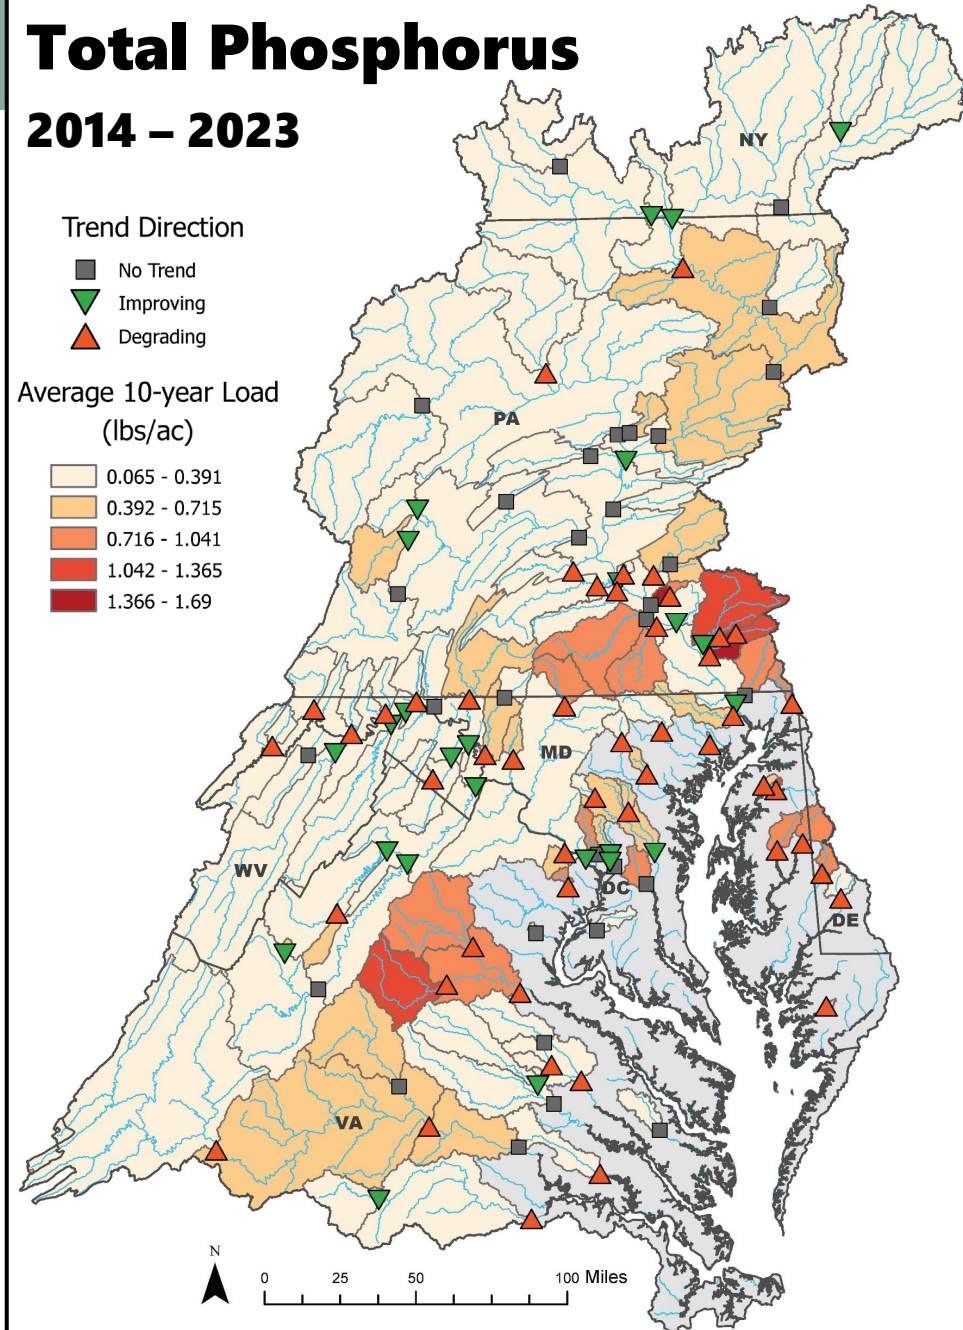 Total Phosphorus
2014 – 2023
Trend Direction
No Trend
Improving
Degrading
Average 10-year Load
(lbs/ac)
0.065 - 0.391
0.392 - 0.715
0.716 - 1.041
1.042 - 1.365
1.366 - 1.69
NY
PA
MD
WV
DC
DE
VA
N
0 25 50 100 Miles